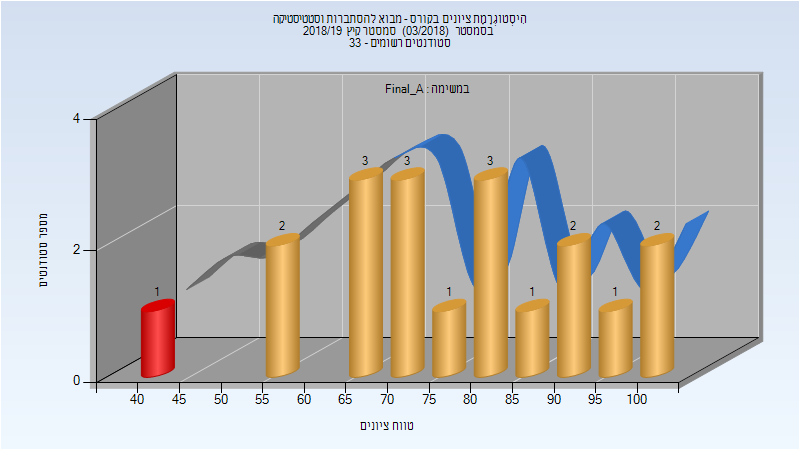 היסטוגרמת ציונים בקורס - מבוא להסתברות וסטטיסטיקה
בסמסטר (03/2018) סמסטר קיץ 2018/19
סטודנטים רשומים - 33
במשימה : Final_A
מספר סטודנטים
4
2
0
1
2
3
3
1
3
1
2
1
2
40 45 50 55 60 65 70 75 80 85 90 95 100
טווח ציונים